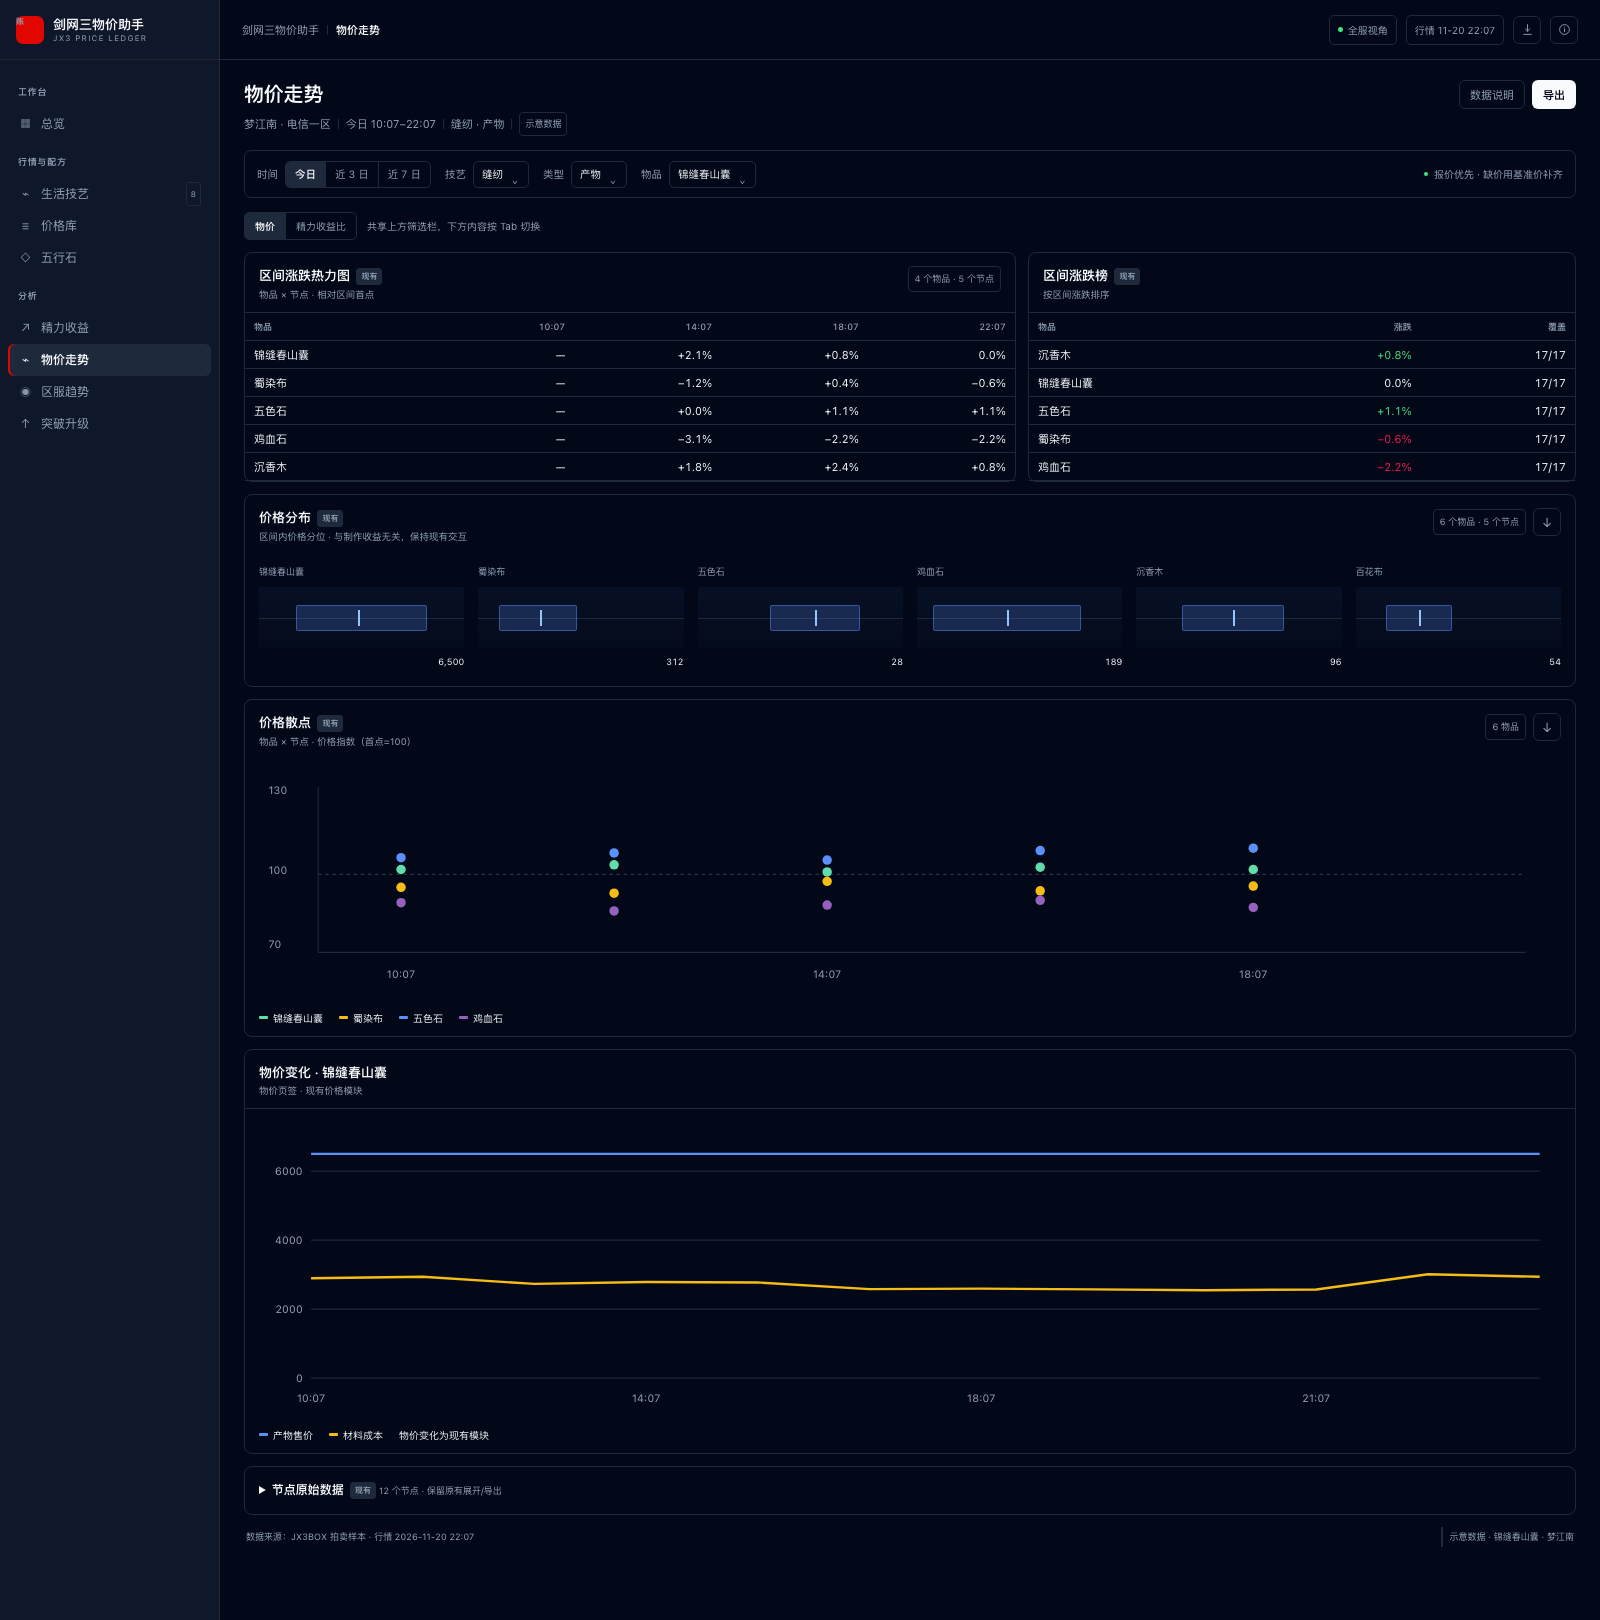 账
剑网三物价助手
JX3 PRICE LEDGER
工作台
总览
行情与配方
生活技艺 8
价格库
五行石
分析
精力收益
物价走势
区服趋势
突破升级
剑网三物价助手 物价走势
全服视角 行情 11-20 22:07
物价走势
数据说明 导出
梦江南 · 电信一区 今日 10:07–22:07 缝纫 · 产物 示意数据
时间 今日 近 3 日 近 7 日 技艺 缝纫 类型 产物 物品 锦缝春山囊 报价优先 · 缺价用基准价补齐
物价 精力收益比 共享上方筛选栏，下方内容按 Tab 切换
区间涨跌热力图 现有
物品 × 节点 · 相对区间首点
4 个物品 · 5 个节点
物品 10:07 14:07 18:07 22:07
锦缝春山囊 — +2.1% +0.8% 0.0%
蜀染布 — −1.2% +0.4% −0.6%
五色石 — +0.0% +1.1% +1.1%
鸡血石 — −3.1% −2.2% −2.2%
沉香木 — +1.8% +2.4% +0.8%
区间涨跌榜 现有
按区间涨跌排序
物品 涨跌 覆盖
沉香木 +0.8% 17/17
锦缝春山囊 0.0% 17/17
五色石 +1.1% 17/17
蜀染布 −0.6% 17/17
鸡血石 −2.2% 17/17
价格分布 现有
区间内价格分位 · 与制作收益无关，保持现有交互
6 个物品 · 5 个节点
锦缝春山囊 蜀染布 五色石 鸡血石 沉香木 百花布
6,500 312 28 189 96 54
价格散点 现有
物品 × 节点 · 价格指数（首点=100）
6 物品
130
100
70
10:07 14:07 18:07
锦缝春山囊 蜀染布 五色石 鸡血石
物价变化 · 锦缝春山囊
物价页签 · 现有价格模块
6000
4000
2000
0
10:07 14:07 18:07 21:07
产物售价 材料成本 物价变化为现有模块
节点原始数据 现有 12 个节点 · 保留原有展开/导出
数据来源：JX3BOX 拍卖样本 · 行情 2026-11-20 22:07
示意数据 · 锦缝春山囊 · 梦江南